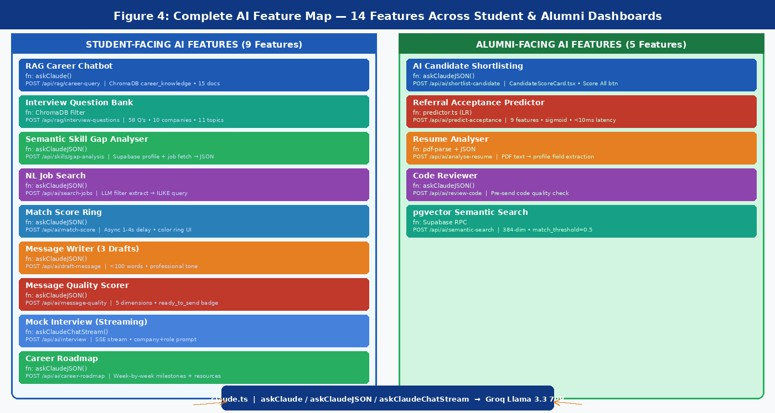 Figure 4: Complete AI Feature Map — 14 Features Across Student & Alumni Dashboards
STUDENT-FACING AI FEATURES (9 Features)
RAG Career Chatbot
fn: askClaude()
POST /api/rag/career-query | ChromaDB career_knowledge • 15 docs
Interview Question Bank
fn: ChromaDB Filter
POST /api/rag/interview-questions | 58 Q's • 10 companies • 11 topics
Semantic Skill Gap Analyser
fn: askClaudeJSON()
POST /api/skills/gap-analysis | Supabase profile + job fetch → JSON
NL Job Search
fn: askClaudeJSON()
POST /api/ai/search-jobs | LLM filter extract → ILIKE query
Match Score Ring
fn: askClaudeJSON()
POST /api/ai/match-score | Async 1-4s delay • color ring UI
Message Writer (3 Drafts)
fn: askClaudeJSON()
POST /api/ai/draft-message | <100 words • professional tone
Message Quality Scorer
fn: askClaudeJSON()
POST /api/ai/message-quality | 5 dimensions • ready_to_send badge
Mock Interview (Streaming)
fn: askClaudeChatStream()
POST /api/ai/interview | SSE stream • company+role prompt
Career Roadmap
fn: askClaudeJSON()
POST /api/ai/career-roadmap | Week-by-week milestones + resources
ALUMNI-FACING AI FEATURES (5 Features)
AI Candidate Shortlisting
fn: askClaudeJSON()
POST /api/ai/shortlist-candidate | CandidateScoreCard.tsx • Score All btn
Referral Acceptance Predictor
fn: predictor.ts (LR)
POST /api/ai/predict-acceptance | 9 features • sigmoid • <10ms latency
Resume Analyser
fn: pdf-parse + JSON
POST /api/ai/analyse-resume | PDF text → profile field extraction
Code Reviewer
fn: askClaudeJSON()
POST /api/ai/review-code | Pre-send code quality check
pgvector Semantic Search
fn: Supabase RPC
POST /api/ai/semantic-search | 384-dim • match_threshold=0.5
| askClaude / askClaudeJSON / askClaudeChatStream → Groq Llama 3.3